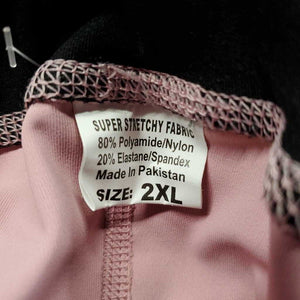 SUPER STRETCHY FABRIC
80% Polyamide/Nylon
20% Elastane/Spandex
Made In Pakistan
SIZE: 2XL